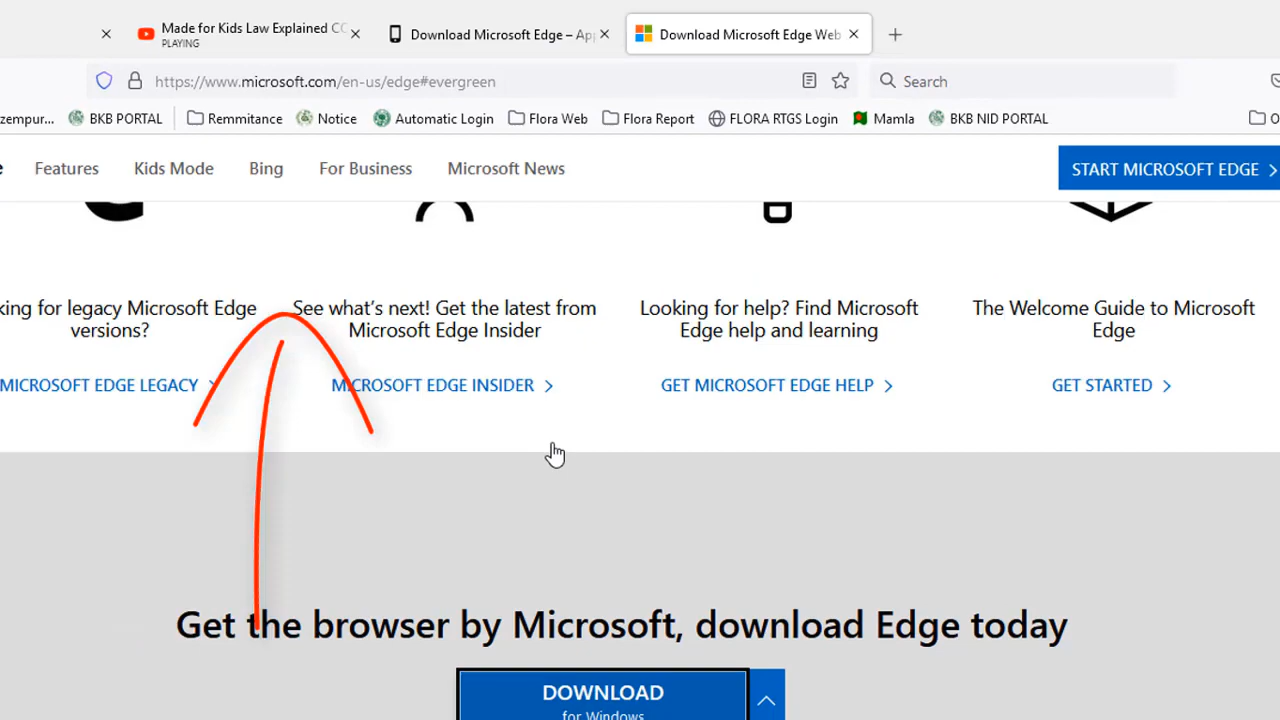 Made for Kids Law Explained CC
PLAYING
Download Microsoft Edge – Ap
Download Microsoft Edge Web
https://www.microsoft.com/en-us/edge#evergreen
Search
zempur...
BKB PORTAL
Remmitance
Notice
Automatic Login
Flora Web
Flora Report
FLORA RTGS Login
Mamla
BKB NID PORTAL
O
e
Features
Kids Mode
Bing
For Business
Microsoft News
START MICROSOFT EDGE
king for legacy Microsoft Edge
versions?
MICROSOFT EDGE LEGACY
See what's next! Get the latest from
Microsoft Edge Insider
MICROSOFT EDGE INSIDER
Looking for help? Find Microsoft
Edge help and learning
GET MICROSOFT EDGE HELP
The Welcome Guide to Microsoft
Edge
GET STARTED
Get the browser by Microsoft, download Edge today
DOWNLOAD
for Windows